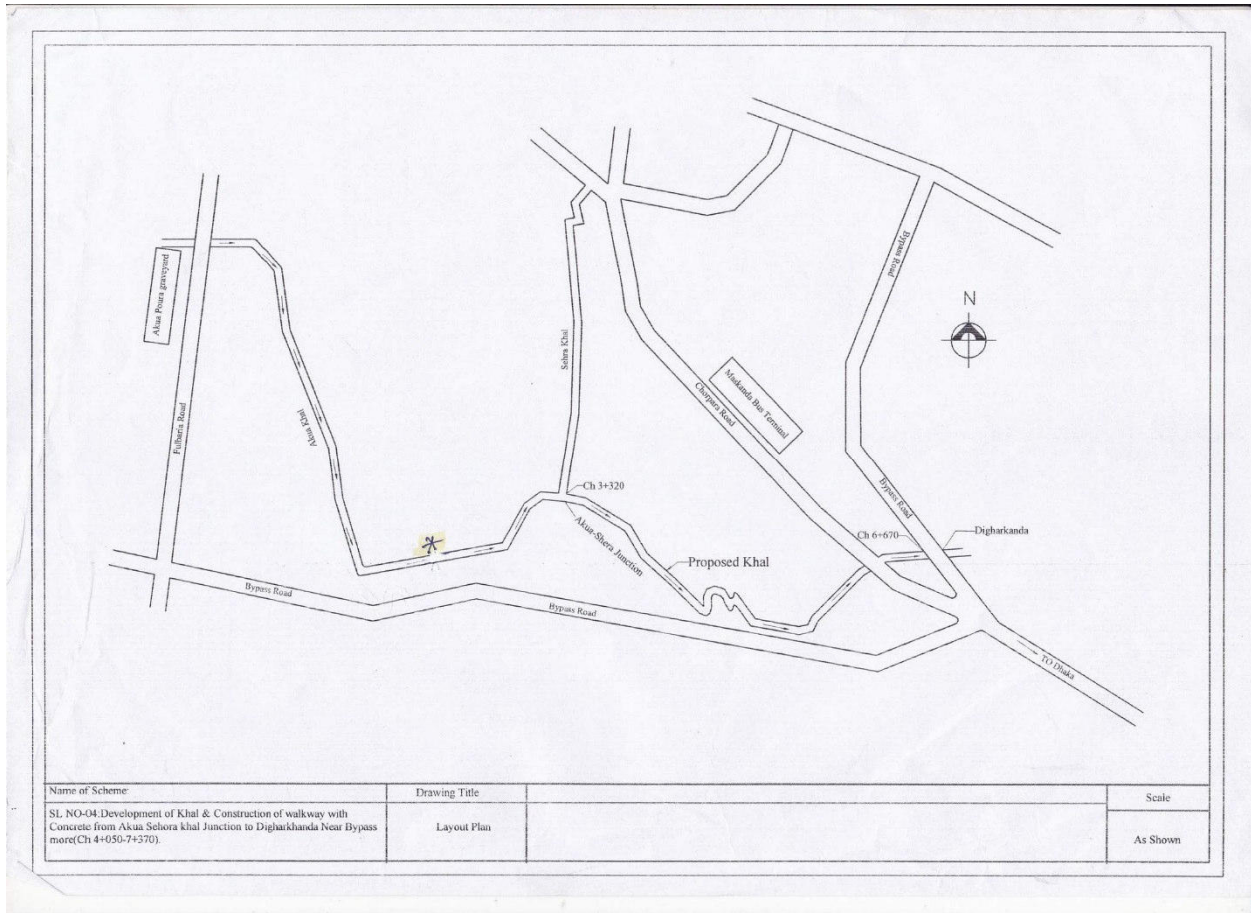 N
Bypass Road
Akua Poura graveyard
Fulbaria Road
Akua Khal
Sehra Khal
Chorpara Road
Maskanda Bus Terminal
Bypass Road
Ch 3+320
Akua-Shera Junction
Proposed Khal
Ch 6+670
Digharkanda
Bypass Road
Bypass Road
TO Dhaka
Name of Scheme:
SL NO-04:Development of Khal & Construction of walkway with
Concrete from Akua Sehora khal Junction to Digharkhanda Near Bypass
more(Ch 4+050-7+370).
Drawing Title
Layout Plan
Scale
As Shown